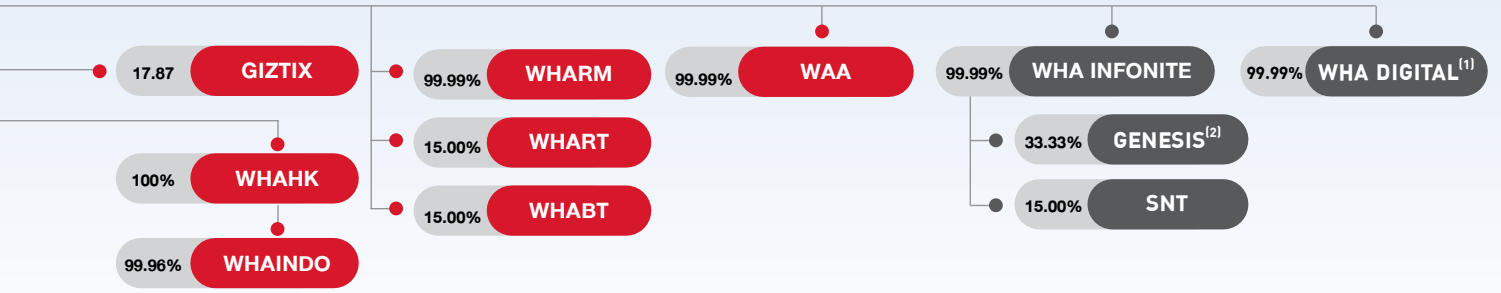 17.87 GIZTIX
99.99% WHARM
99.99% WAA
99.99% WHA INFONITE
99.99% WHA DIGITAL(1)
15.00% WHART
33.33% GENESIS(2)
100% WHAHK
15.00% WHABT
15.00% SNT
99.96% WHAINDO